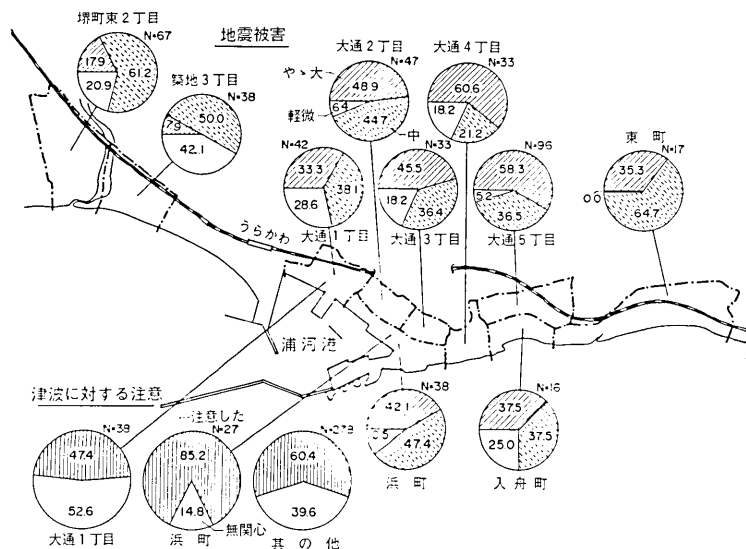 地震被害
堺町東2丁目
N=67
17.9
61.2
20.9
築地3丁目
N=38
50.0
7.9
42.1
大通2丁目
N=47
やゝ大
48.9
軽微
6.4
44.7
中
大通4丁目
N=33
60.6
18.2
21.2
N=42
33.3
38.1
28.6
大通1丁目
N=33
45.5
18.2
36.4
大通3丁目
N=96
58.3
5.2
36.5
大通5丁目
東町
N=17
35.3
0.0
64.7
うらかわ
浦河港
N=38
42.1
47.4
浜町
N=16
37.5
25.0
37.5
入舟町
津波に対する注意
N=38
47.4
52.6
大通1丁目
注意した
N=27
85.2
14.8
無関心
浜町
60.4
39.6
其の他